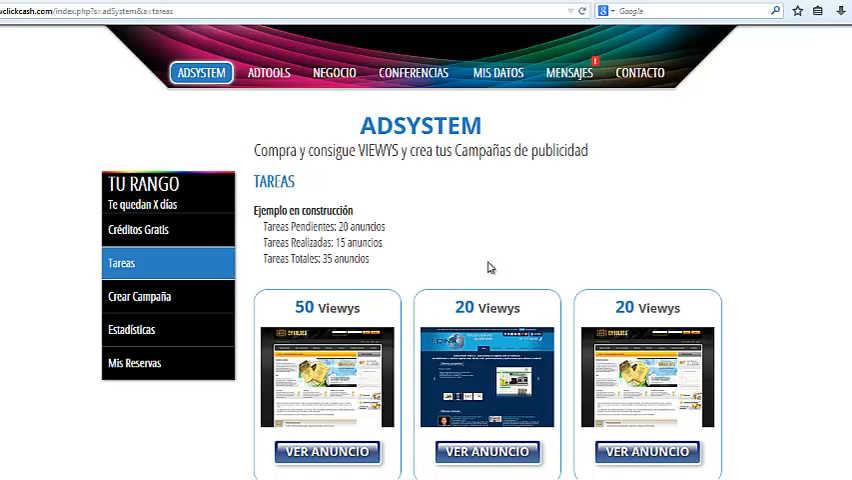 vclickcash.com/index.php?s=adSystem&a=tareas
Google
ADSYSTEM ADTOOLS NEGOCIO CONFERENCIAS MIS DATOS MENSAJES ! CONTACTO
ADSYSTEM
Compra y consigue VIEWYS y crea tus Campañas de publicidad
TU RANGO
Te quedan X días
Créditos Gratis
Tareas
Crear Campaña
Estadísticas
Mis Reservas
TAREAS
Ejemplo en construcción
Tareas Pendientes: 20 anuncios
Tareas Realizadas: 15 anuncios
Tareas Totales: 35 anuncios
50 Viewys
20 Viewys
20 Viewys
VER ANUNCIO
VER ANUNCIO
VER ANUNCIO